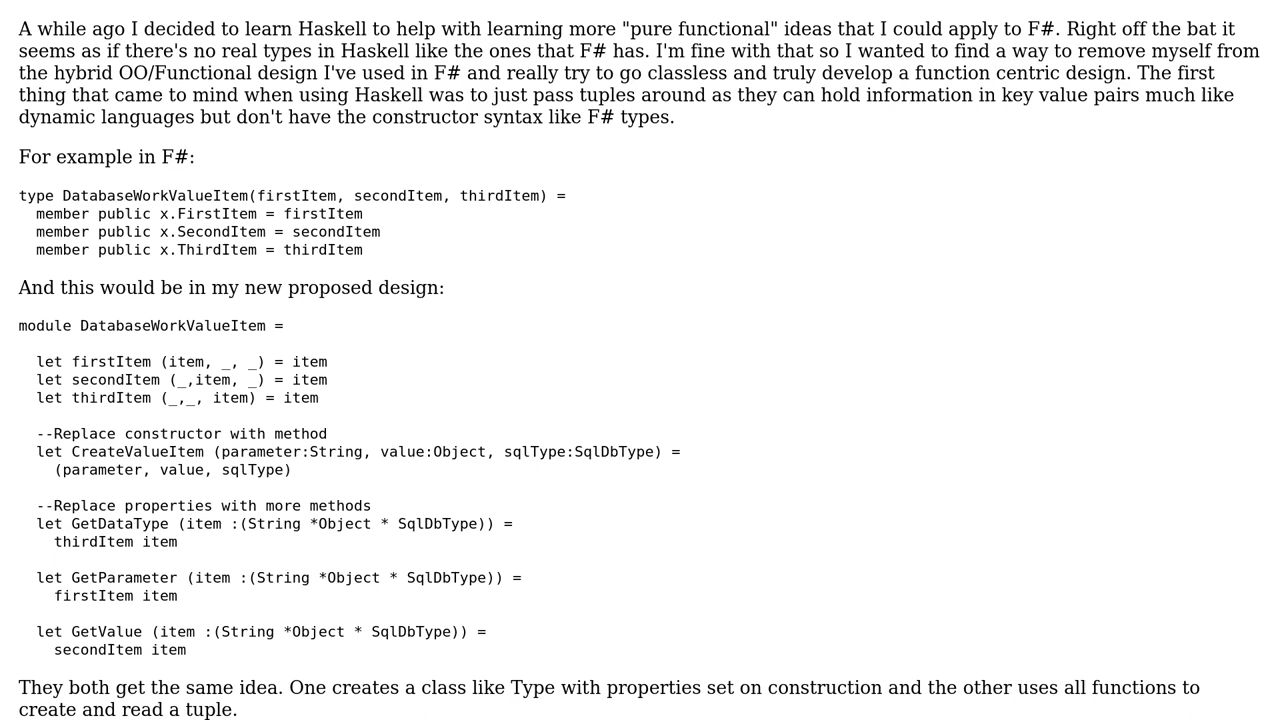 A while ago I decided to learn Haskell to help with learning more "pure functional" ideas that I could apply to F#. Right off the bat it
seems as if there's no real types in Haskell like the ones that F# has. I'm fine with that so I wanted to find a way to remove myself from
the hybrid OO/Functional design I've used in F# and really try to go classless and truly develop a function centric design. The first
thing that came to mind when using Haskell was to just pass tuples around as they can hold information in key value pairs much like
dynamic languages but don't have the constructor syntax like F# types.
For example in F#:
type DatabaseWorkValueItem(firstItem, secondItem, thirdItem) =
  member public x.FirstItem = firstItem
  member public x.SecondItem = secondItem
  member public x.ThirdItem = thirdItem
And this would be in my new proposed design:
module DatabaseWorkValueItem =
  let firstItem (item, _, _) = item
  let secondItem (_,item, _) = item
  let thirdItem (_,_, item) = item
  --Replace constructor with method
  let CreateValueItem (parameter:String, value:Object, sqlType:SqlDbType) =
    (parameter, value, sqlType)
  --Replace properties with more methods
  let GetDataType (item :(String *Object * SqlDbType)) =
    thirdItem item
  let GetParameter (item :(String *Object * SqlDbType)) =
    firstItem item
  let GetValue (item :(String *Object * SqlDbType)) =
    secondItem item
They both get the same idea. One creates a class like Type with properties set on construction and the other uses all functions to
create and read a tuple.